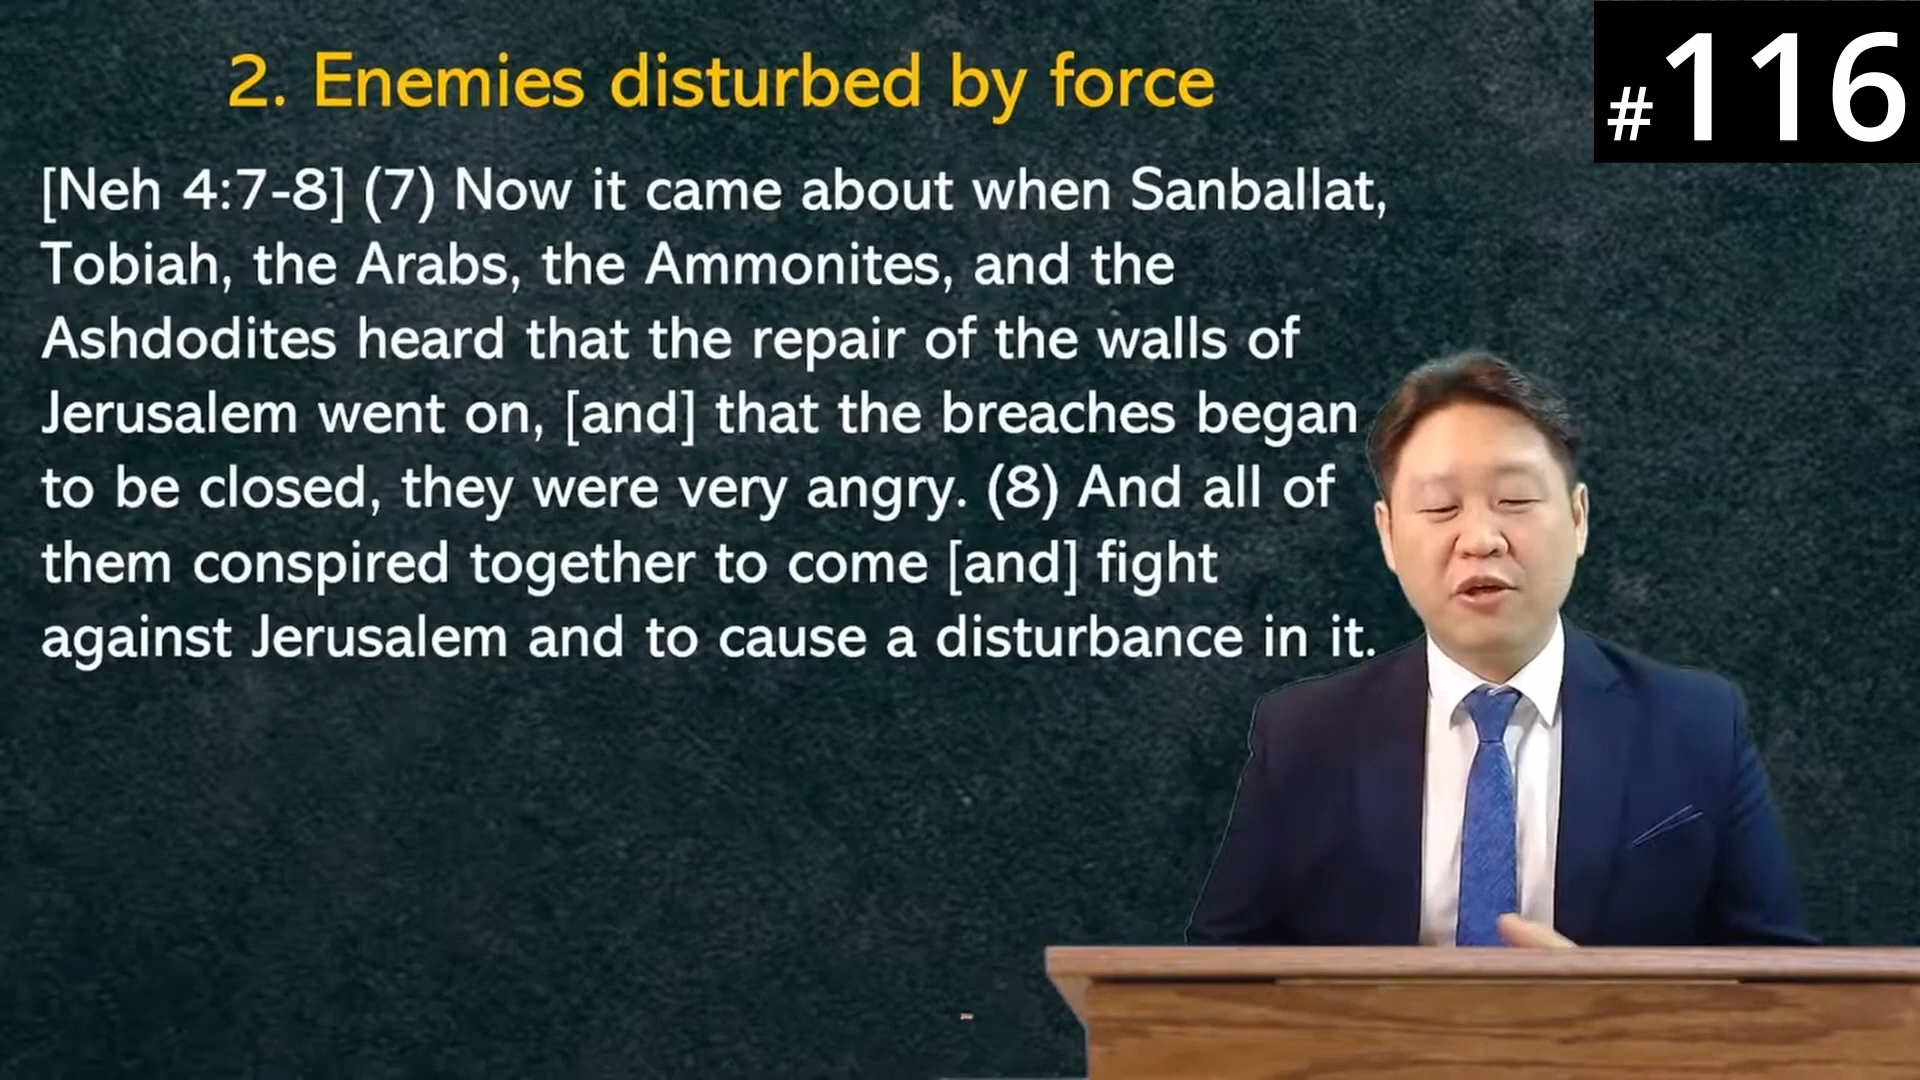 2. Enemies disturbed by force
#116
[Neh 4:7-8] (7) Now it came about when Sanballat,
Tobiah, the Arabs, the Ammonites, and the
Ashdodites heard that the repair of the walls of
Jerusalem went on, [and] that the breaches began
to be closed, they were very angry. (8) And all of
them conspired together to come [and] fight
against Jerusalem and to cause a disturbance in it.